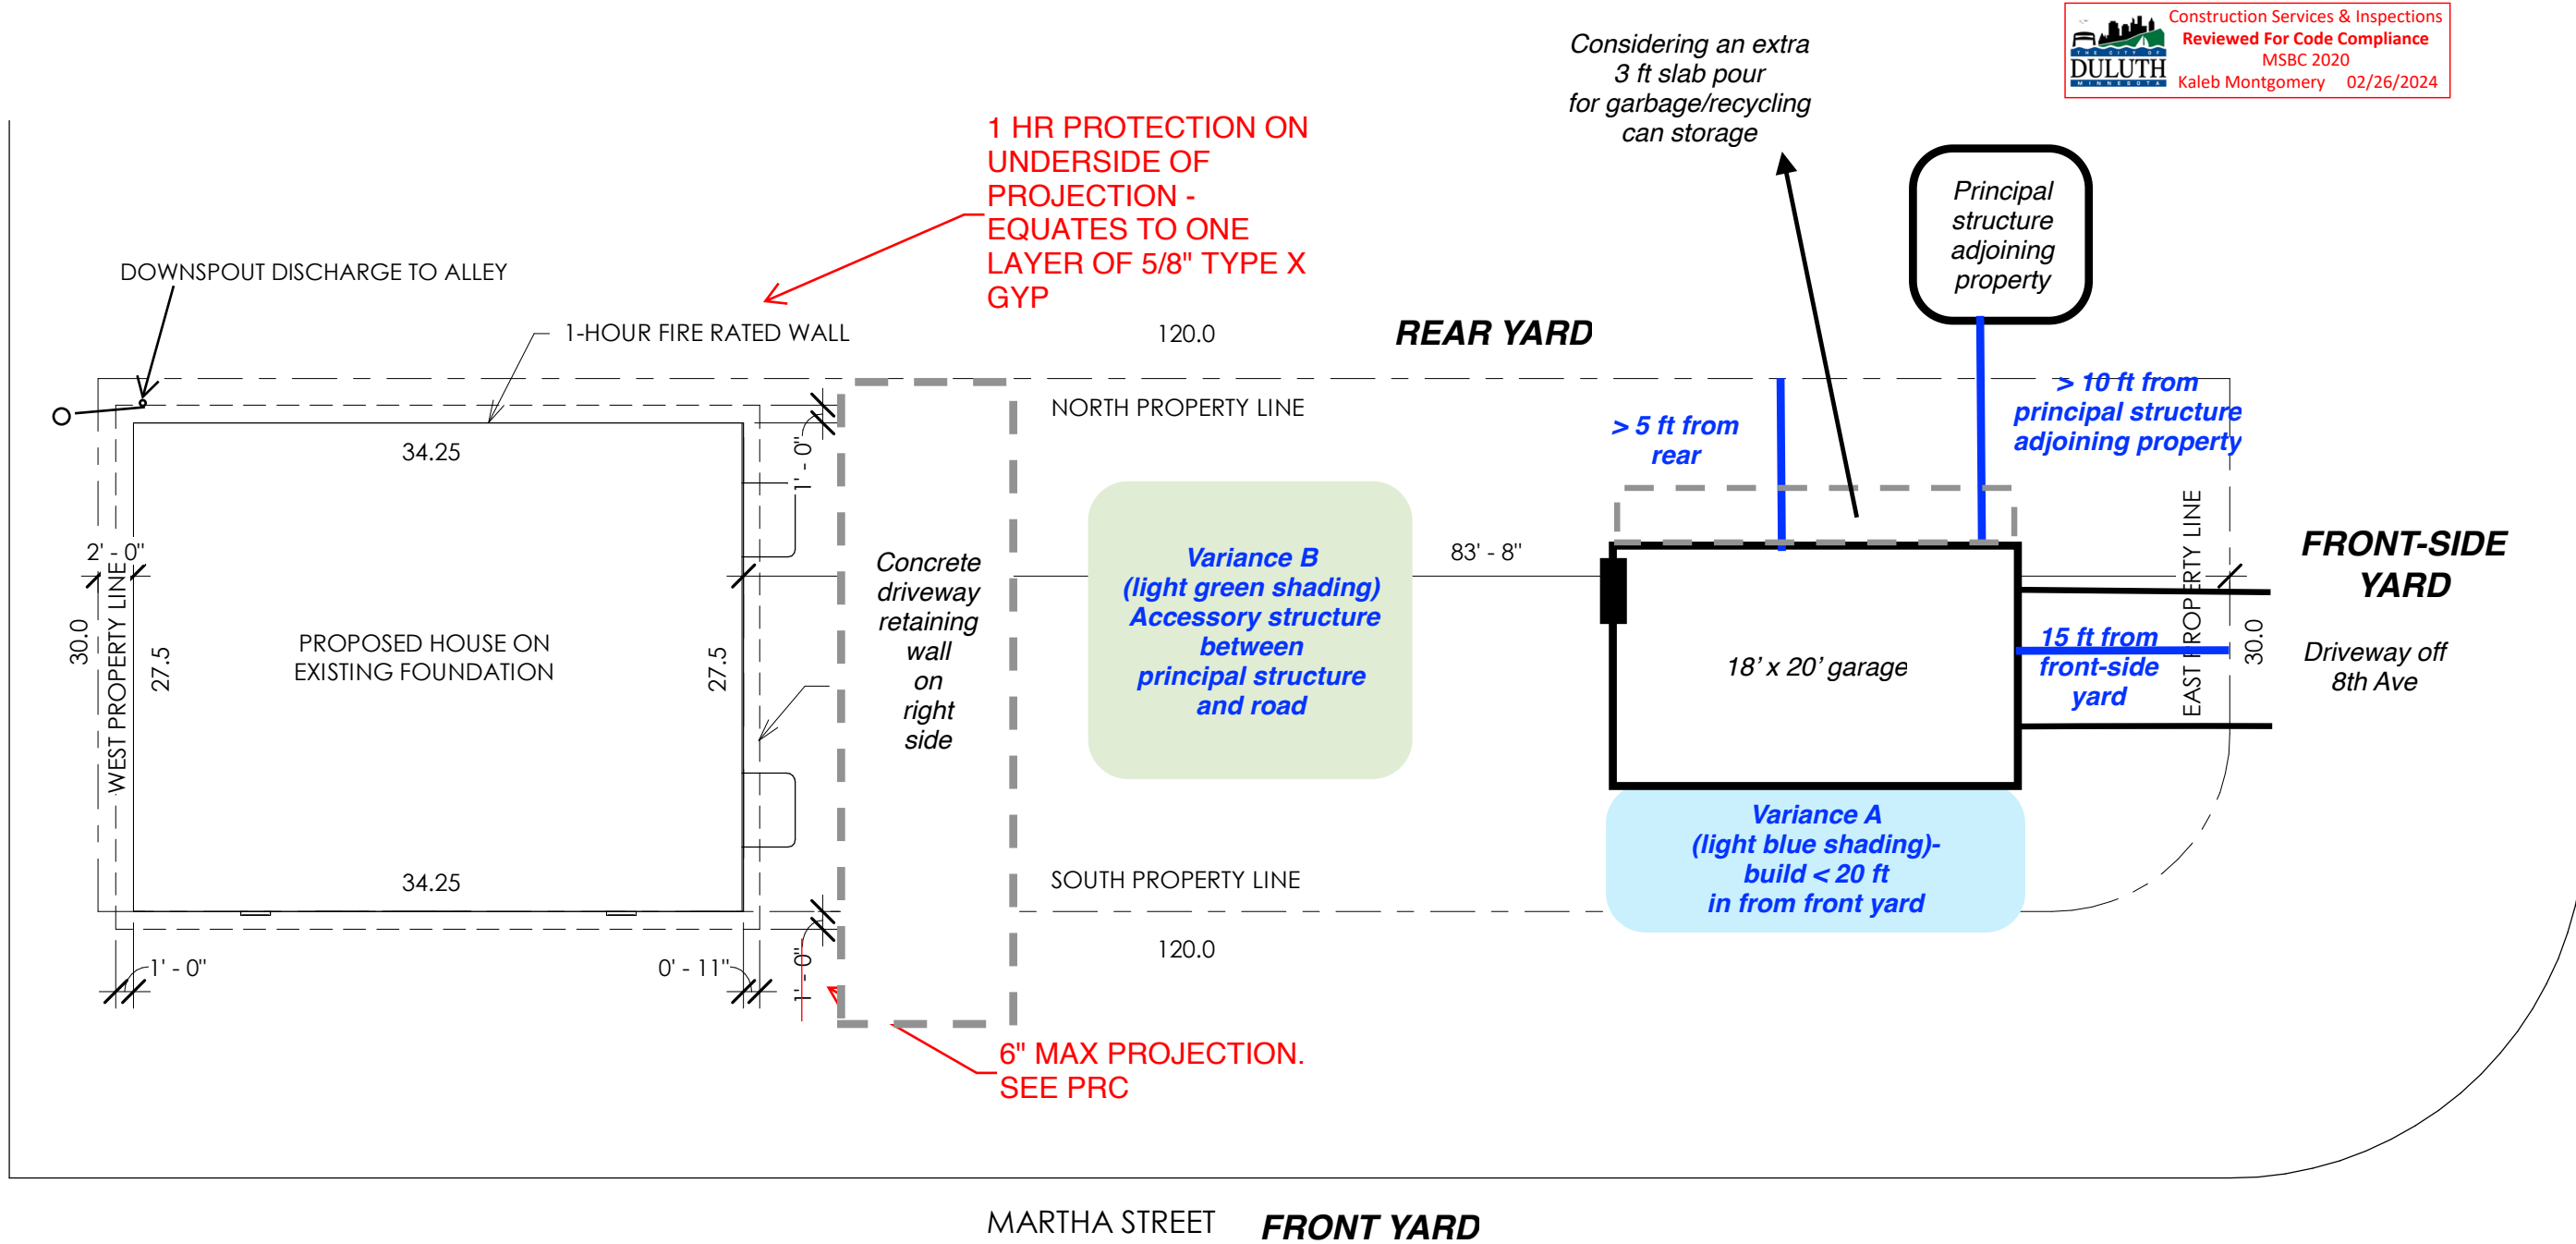 Construction Services & Inspections
Reviewed For Code Compliance
MSBC 2020
Kaleb Montgomery 02/26/2024
THE CITY OF
DULUTH
MINNESOTA
Considering an extra
3 ft slab pour
for garbage/recycling
can storage
1 HR PROTECTION ON
UNDERSIDE OF
PROJECTION -
EQUATES TO ONE
LAYER OF 5/8" TYPE X
GYP
Principal
structure
adjoining
property
DOWNSPOUT DISCHARGE TO ALLEY
1-HOUR FIRE RATED WALL
120.0
REAR YARD
NORTH PROPERTY LINE
> 5 ft from
rear
> 10 ft from
principal structure
adjoining property
34.25
1' - 0"
2' - 0"
WEST PROPERTY LINE
30.0
27.5
PROPOSED HOUSE ON
EXISTING FOUNDATION
27.5
34.25
1' - 0"
0' - 11"
1' - 0"
Concrete
driveway
retaining
wall
on
right
side
Variance B
(light green shading)
Accessory structure
between
principal structure
and road
83' - 8"
18' x 20' garage
15 ft from
front-side
yard
EAST PROPERTY LINE
30.0
FRONT-SIDE
YARD
Driveway off
8th Ave
Variance A
(light blue shading)-
build < 20 ft
in from front yard
SOUTH PROPERTY LINE
120.0
6" MAX PROJECTION.
SEE PRC
MARTHA STREET FRONT YARD